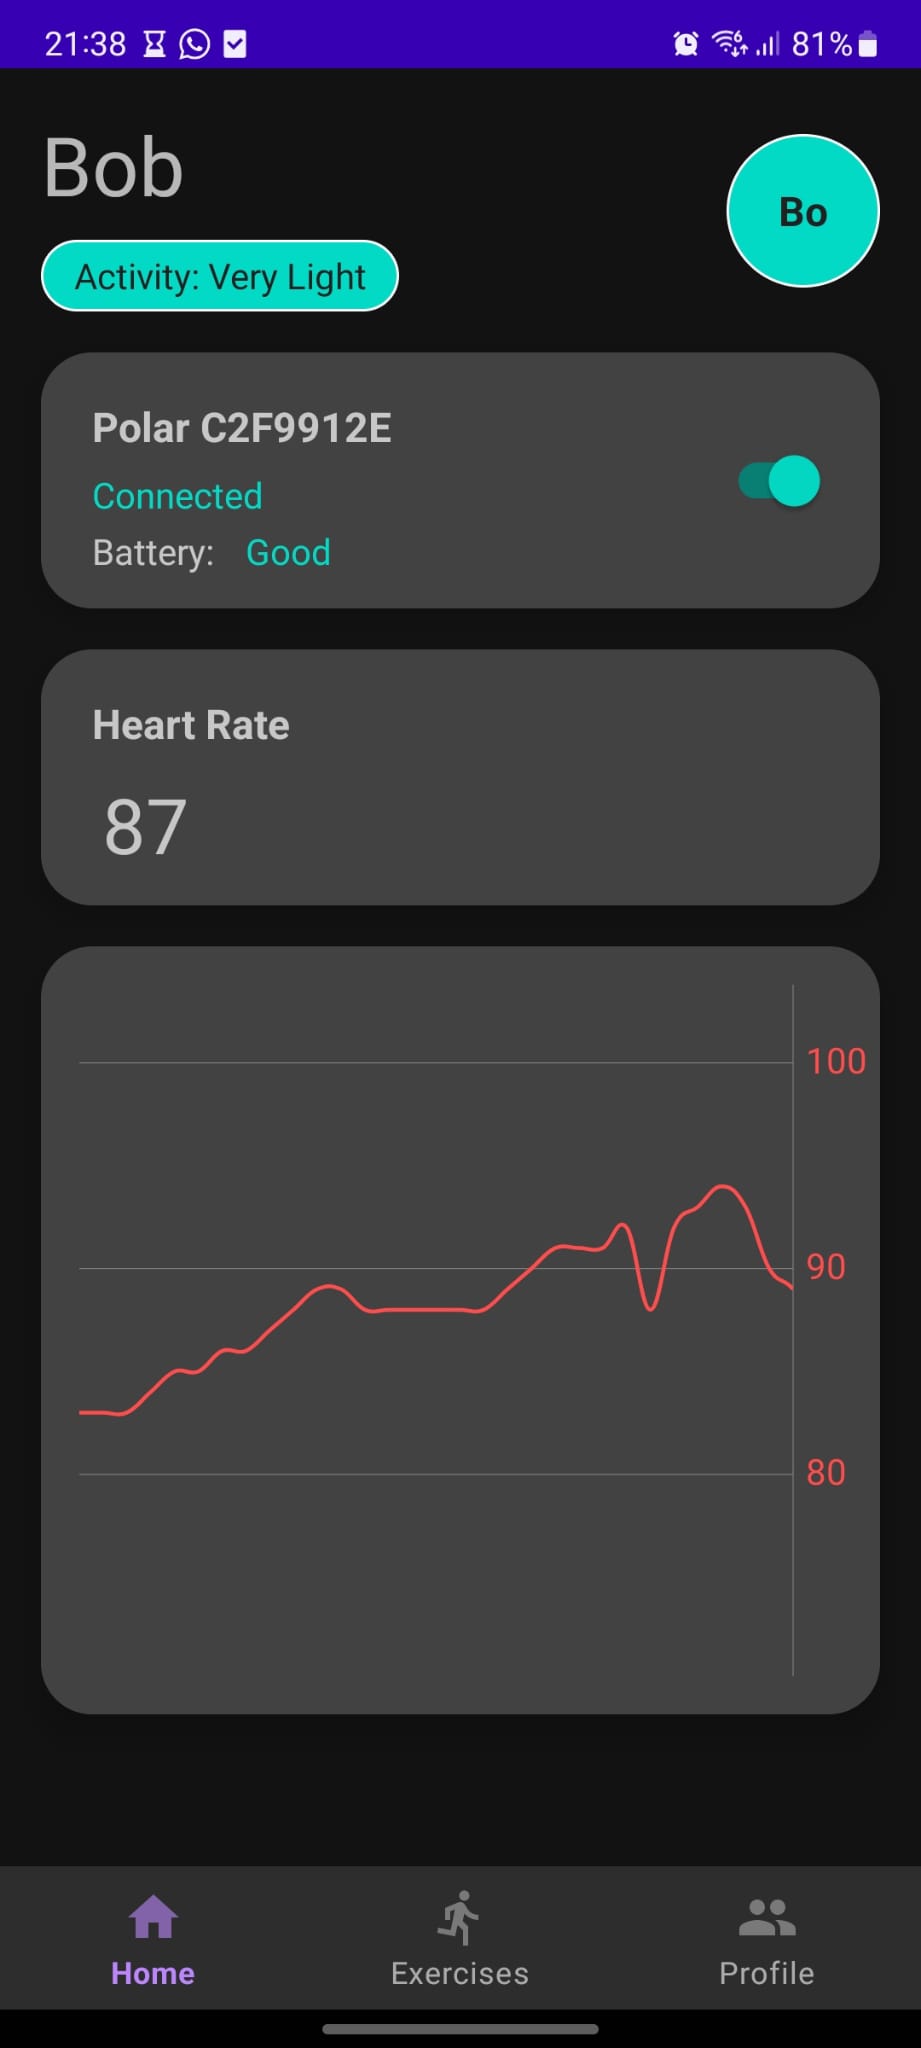 21:38
81%
Bob
Bo
Activity: Very Light
Polar C2F9912E
Connected
Battery: Good
Heart Rate
87
100
90
80
Home
Exercises
Profile